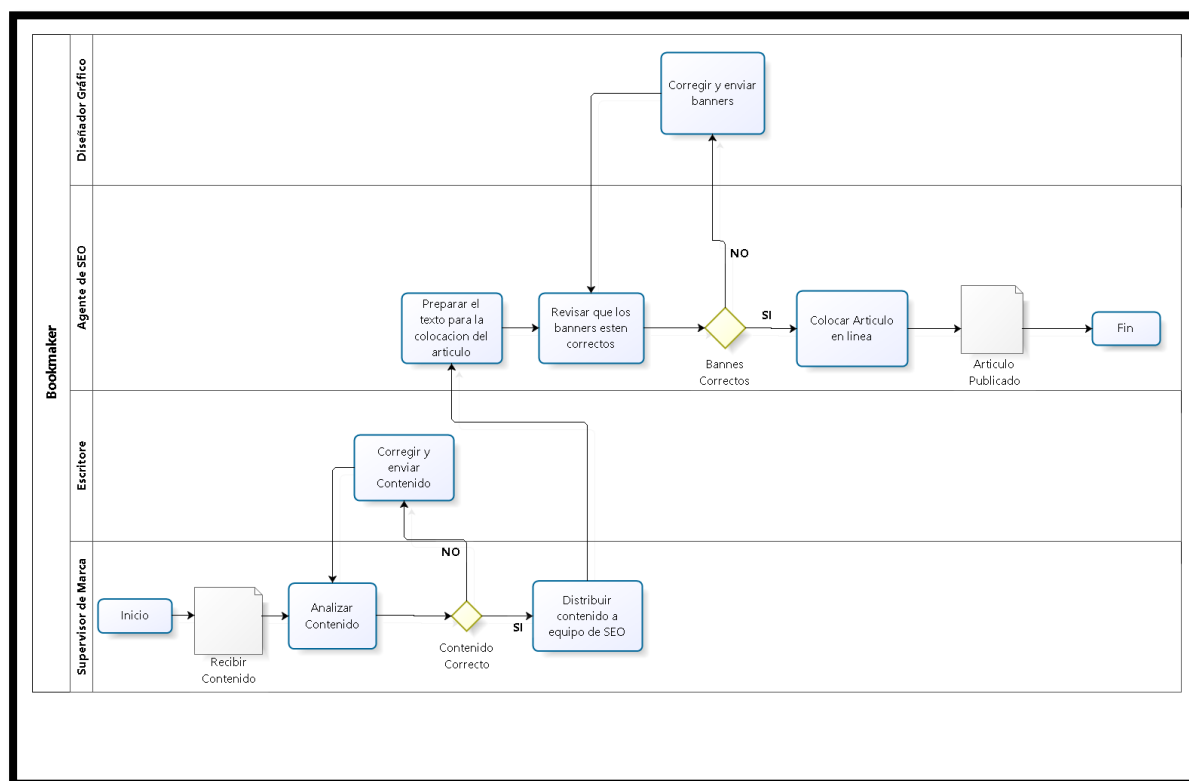 Bookmaker
Diseñador Gráfico
Corregir y enviar
banners
Agente de SEO
Preparar el
texto para la
colocacion del
articulo
Revisar que los
banners esten
correctos
NO
SI
Bannes
Correctos
Colocar Articulo
en linea
Articulo
Publicado
Fin
Escritore
Corregir y
enviar
Contenido
NO
Supervisor de Marca
Inicio
Recibir
Contenido
Analizar
Contenido
Contenido
Correcto
SI
Distribuir
contenido a
equipo de SEO